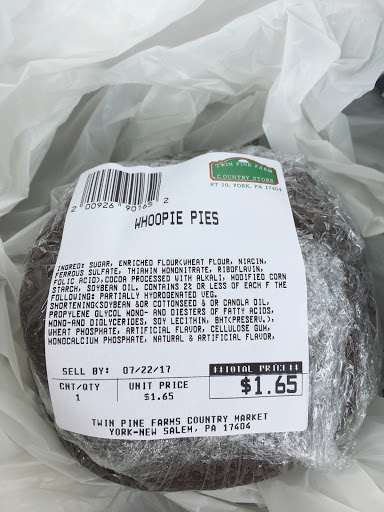 TWIN PINE FARM
COUNTRY STORE
RT 10, YORK, PA 17404
2 00926 90165 2
WHOOPIE PIES
INGRED: SUGAR, ENRICHED FLOUR(WHEAT FLOUR, NIACIN,
FERROUS SULFATE, THIAMIN MONONITRATE, RIBOFLAVIN,
FOLIC ACID),COCOA PROCESSED WITH ALKALI, MODIFIED CORN
STARCH, SOYBEAN OIL. CONTAINS 2% OR LESS OF EACH F THE
FOLLOWING: PARTIALLY HYDROGENATED VEG.
SHORTENING(SOYBEAN &OR COTTONSEED & OR CANOLA OIL,
PROPYLENE GLYCOL MONO- AND DIESTERS OF FATTY ACIDS,
MONO-AND DIGLYCERIDES, SOY LECITHIN, BHT(PRESERV.),
WHEAT PHOSPHATE, ARTIFICIAL FLAVOR, CELLULOSE GUM,
MONOCALCIUM PHOSPHATE, NATURAL & ARTIFICIAL FLAVOR,
SELL BY: 07/22/17
CNT/QTY UNIT PRICE **TOTAL PRICE**
1 $1.65 $1.65
TWIN PINE FARMS COUNTRY MARKET
YORK-NEW SALEM, PA 17404